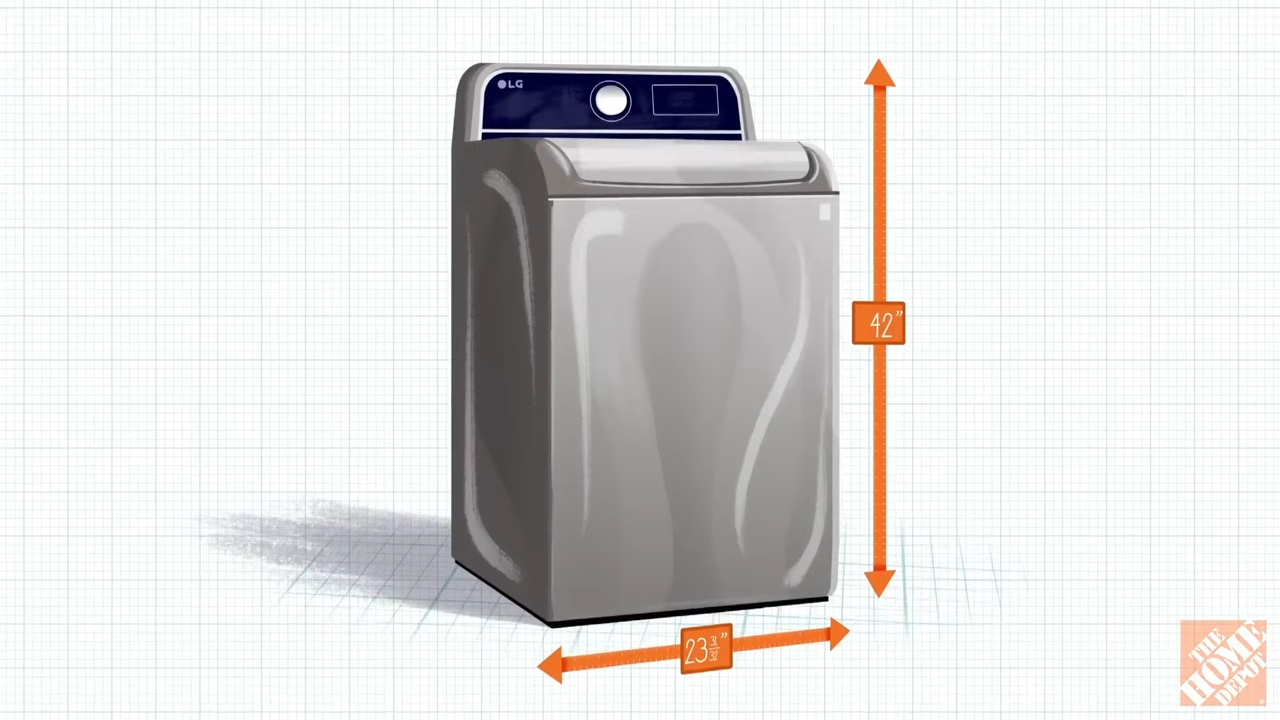 LG
42”
23 31/32”
THE
HOME
DEPOT